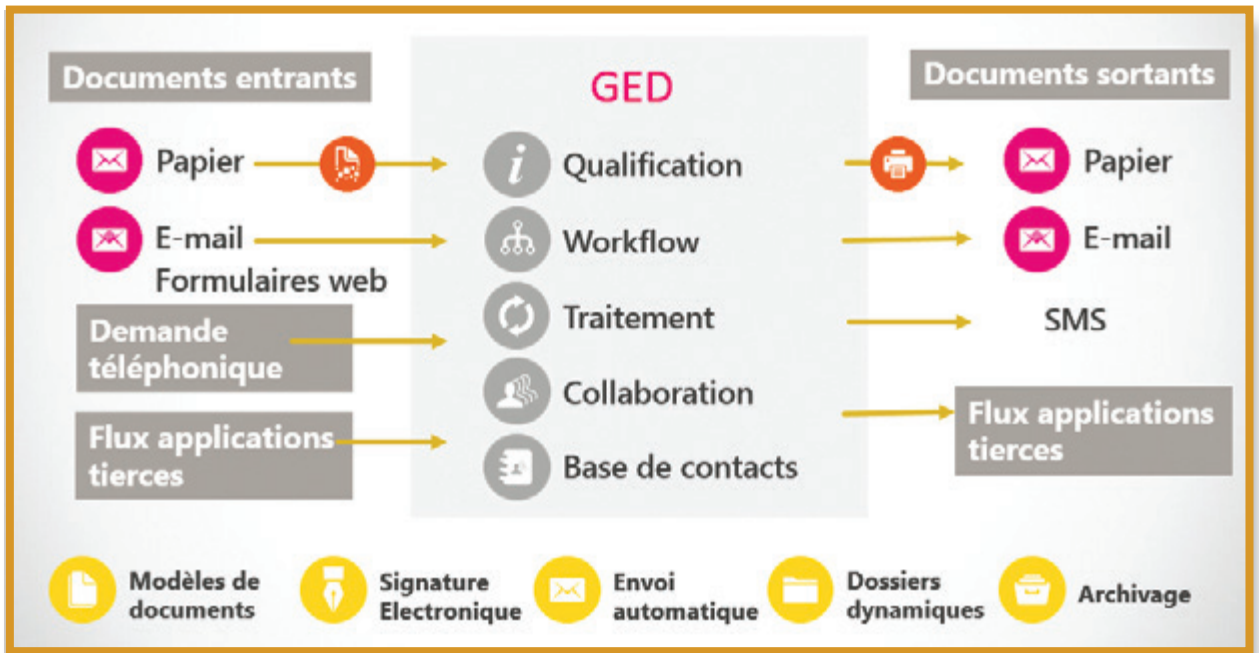 Documents entrants
Papier
E-mail
Formulaires web
Demande
téléphonique
Flux applications
tierces
GED
Qualification
Workflow
Traitement
Collaboration
Base de contacts
Documents sortants
Papier
E-mail
SMS
Flux applications
tierces
Modèles de
documents
Signature
Electronique
Envoi
automatique
Dossiers
dynamiques
Archivage